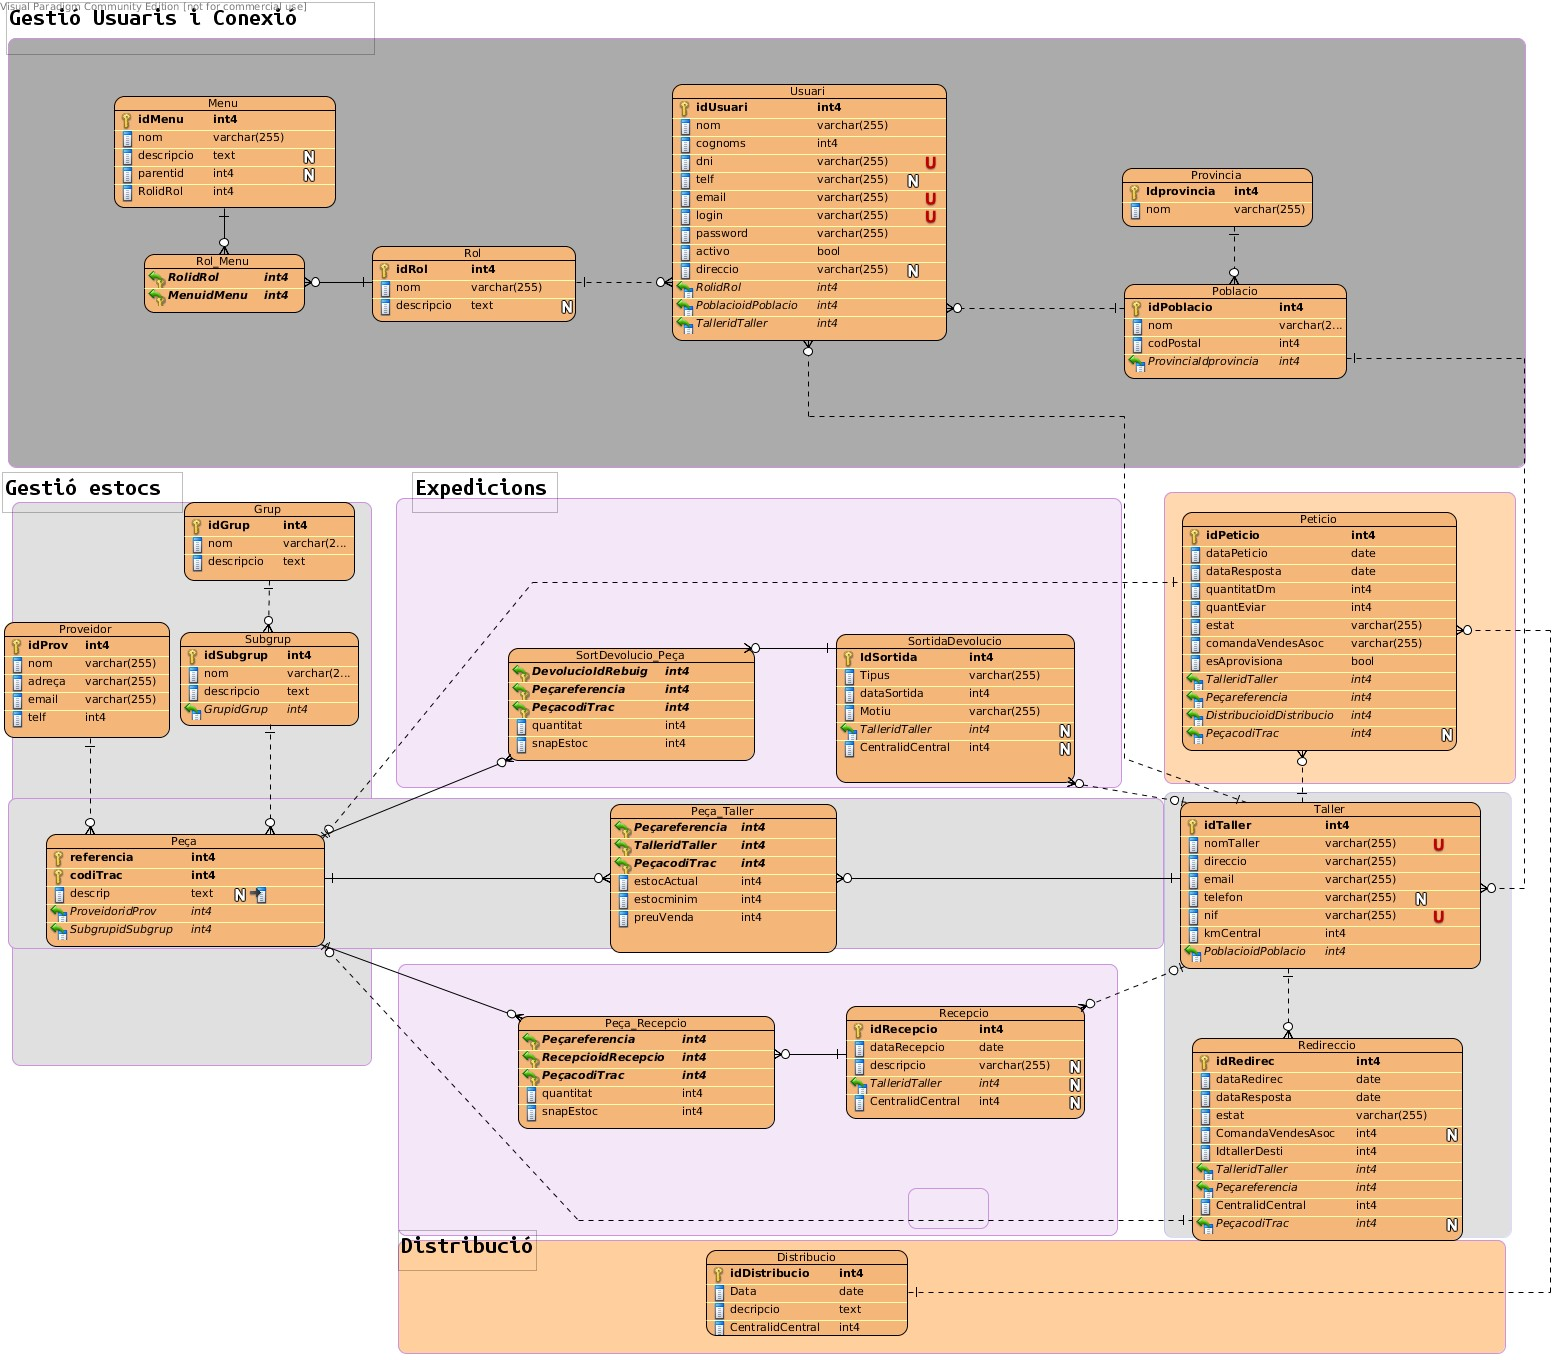 Visual Paradigm Community Edition [not for commercial use]
Gestió Usuaris i Conexió
Menu
idMenu int4
nom varchar(255)
descripcio text N
parentid int4 N
RolidRol int4
Rol_Menu
RolidRol int4
MenuidMenu int4
Rol
idRol int4
nom varchar(255)
descripcio text N
Usuari
idUsuari int4
nom varchar(255)
cognoms int4
dni varchar(255) U
telf varchar(255) N
email varchar(255) U
login varchar(255) U
password varchar(255)
activo bool
direccio varchar(255) N
RolidRol int4
PoblacioidPoblacio int4
TalleridTaller int4
Provincia
Idprovincia int4
nom varchar(255)
Poblacio
idPoblacio int4
nom varchar(2...
codPostal int4
ProvinciaIdprovincia int4
Gestió estocs
Grup
idGrup int4
nom varchar(2...
descripcio text
Proveidor
idProv int4
nom varchar(255)
adreça varchar(255)
email varchar(255)
telf int4
Subgrup
idSubgrup int4
nom varchar(2...
descripcio text
GrupidGrup int4
Peça
referencia int4
codiTrac int4
descrip text N
ProveidoridProv int4
SubgrupidSubgrup int4
Expedicions
SortDevolucio_Peça
DevolucioIdRebuig int4
Peçareferencia int4
PeçacodiTrac int4
quantitat int4
snapEstoc int4
SortidaDevolucio
IdSortida int4
Tipus varchar(255)
dataSortida int4
Motiu varchar(255)
TalleridTaller int4 N
CentralidCentral int4 N
Peticio
idPeticio int4
dataPeticio date
dataResposta date
quantitatDm int4
quantEviar int4
estat varchar(255)
comandaVendesAsoc varchar(255)
esAprovisiona bool
TalleridTaller int4
Peçareferencia int4
DistribucioidDistribucio int4
PeçacodiTrac int4 N
Peça_Taller
Peçareferencia int4
TalleridTaller int4
PeçacodiTrac int4
estocActual int4
estocminim int4
preuVenda int4
Taller
idTaller int4
nomTaller varchar(255) U
direccio varchar(255)
email varchar(255)
telefon varchar(255) N
nif varchar(255) U
kmCentral int4
PoblacioidPoblacio int4
Peça_Recepcio
Peçareferencia int4
RecepcioidRecepcio int4
PeçacodiTrac int4
quantitat int4
snapEstoc int4
Recepcio
idRecepcio int4
dataRecepcio date
descripcio varchar(255) N
TalleridTaller int4 N
CentralidCentral int4 N
Redireccio
idRedirec int4
dataRedirec date
dataResposta date
estat varchar(255)
ComandaVendesAsoc int4 N
IdtallerDesti int4
TalleridTaller int4
Peçareferencia int4
CentralidCentral int4
PeçacodiTrac int4 N
Distribució
Distribucio
idDistribucio int4
Data date
decripcio text
CentralidCentral int4